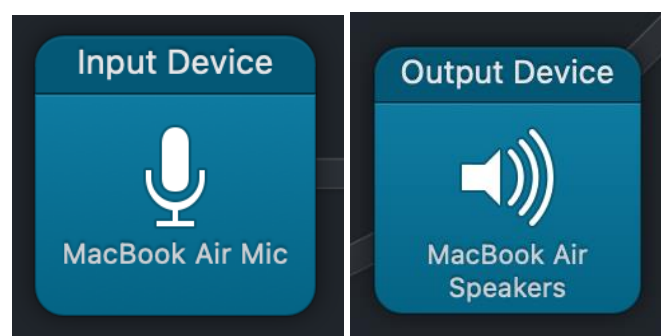 Input Device
MacBook Air Mic
Output Device
MacBook Air
Speakers